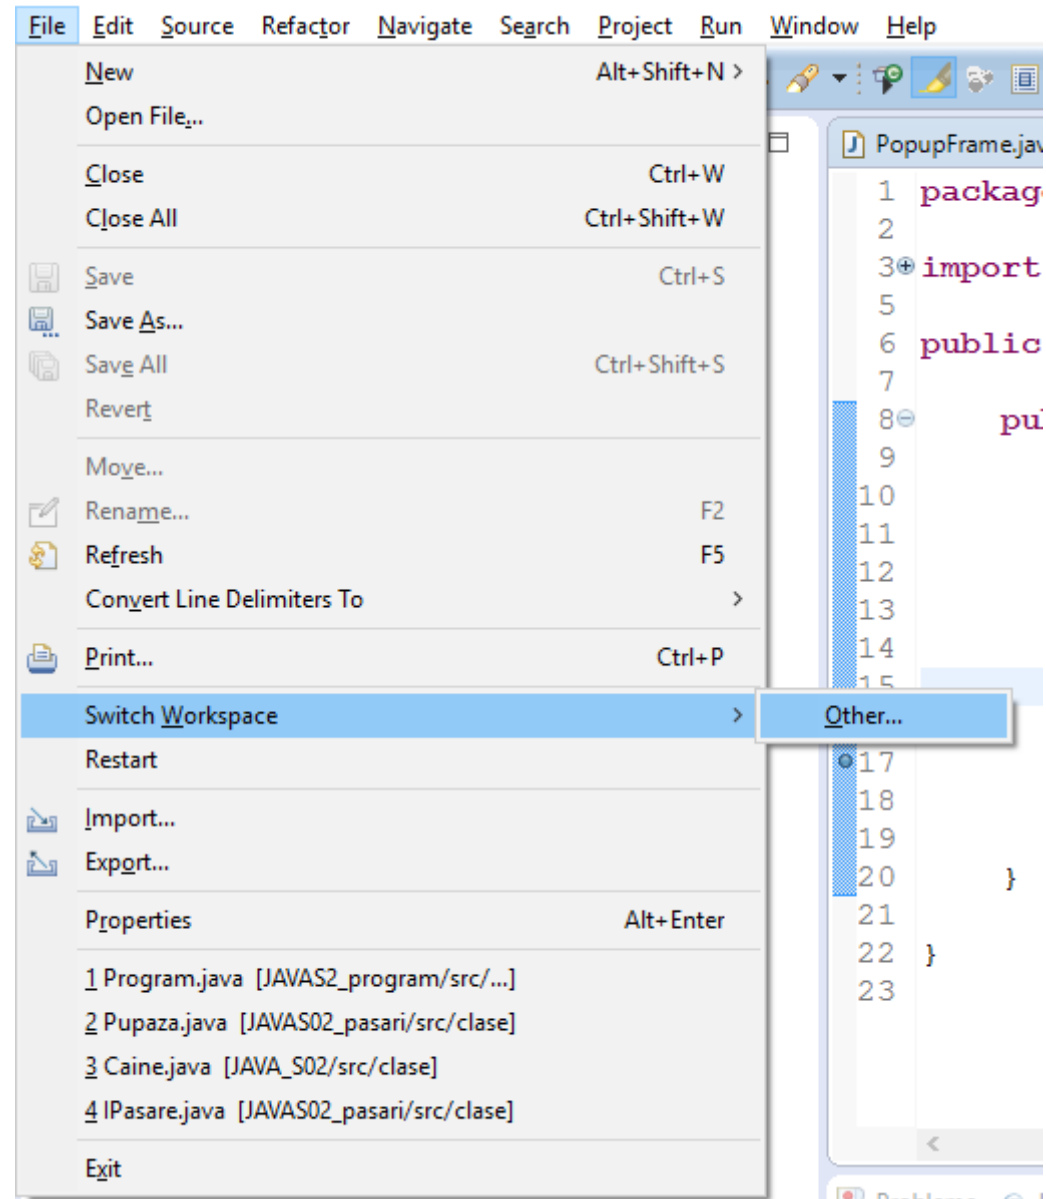 File Edit Source Refactor Navigate Search Project Run Window Help
New Alt+Shift+N >
Open File...
Close Ctrl+W
Close All Ctrl+Shift+W
Save Ctrl+S
Save As...
Save All Ctrl+Shift+S
Revert
Move...
Rename... F2
Refresh F5
Convert Line Delimiters To >
Print... Ctrl+P
Switch Workspace >
Other...
Restart
Import...
Export...
Properties Alt+Enter
1 Program.java [JAVAS2_program/src/...]
2 Pupaza.java [JAVAS02_pasari/src/clase]
3 Caine.java [JAVA_S02/src/clase]
4 IPasare.java [JAVAS02_pasari/src/clase]
Exit
PopupFrame.jav
1 packag
2
3 import
5
6 public
7
8 pu
9
10
11
12
13
14
15
17
18
19
20 }
21
22 }
23